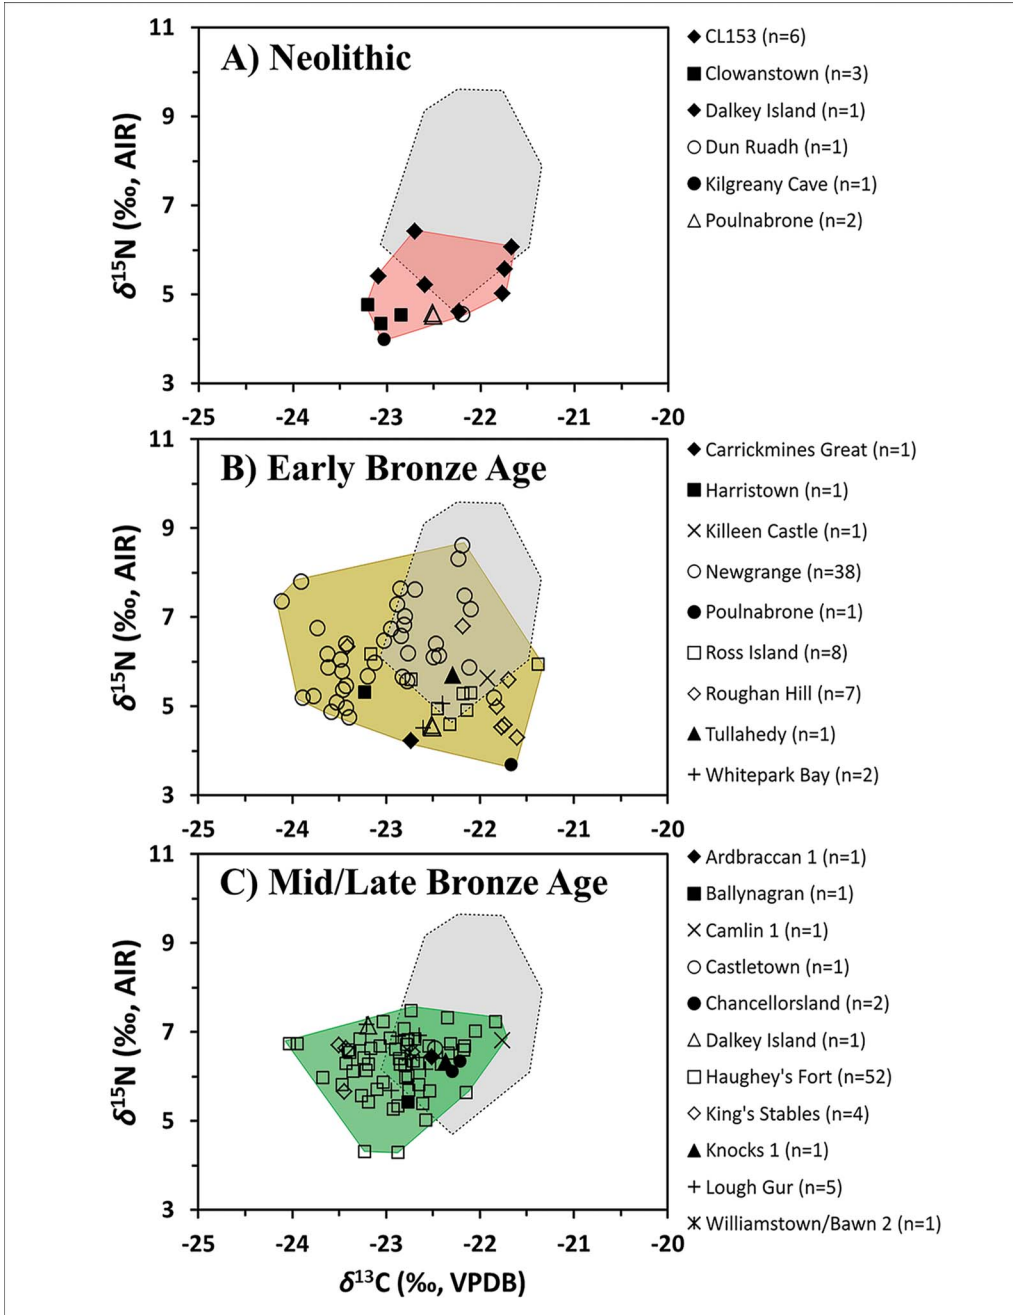 A) Neolithic
11
9
7
5
3
δ15N (‰, AIR)
-25 -24 -23 -22 -21 -20
CL153 (n=6)
Clowanstown (n=3)
Dalkey Island (n=1)
Dun Ruadh (n=1)
Kilgreany Cave (n=1)
Poulnabrone (n=2)
B) Early Bronze Age
11
9
7
5
3
δ15N (‰, AIR)
-25 -24 -23 -22 -21 -20
Carrickmines Great (n=1)
Harristown (n=1)
Killeen Castle (n=1)
Newgrange (n=38)
Poulnabrone (n=1)
Ross Island (n=8)
Roughan Hill (n=7)
Tullahedy (n=1)
Whitepark Bay (n=2)
C) Mid/Late Bronze Age
11
9
7
5
3
δ15N (‰, AIR)
-25 -24 -23 -22 -21 -20
δ13C (‰, VPDB)
Ardbraccan 1 (n=1)
Ballynagran (n=1)
Camlin 1 (n=1)
Castletown (n=1)
Chancellorsland (n=2)
Dalkey Island (n=1)
Haughey's Fort (n=52)
King's Stables (n=4)
Knocks 1 (n=1)
Lough Gur (n=5)
Williamstown/Bawn 2 (n=1)